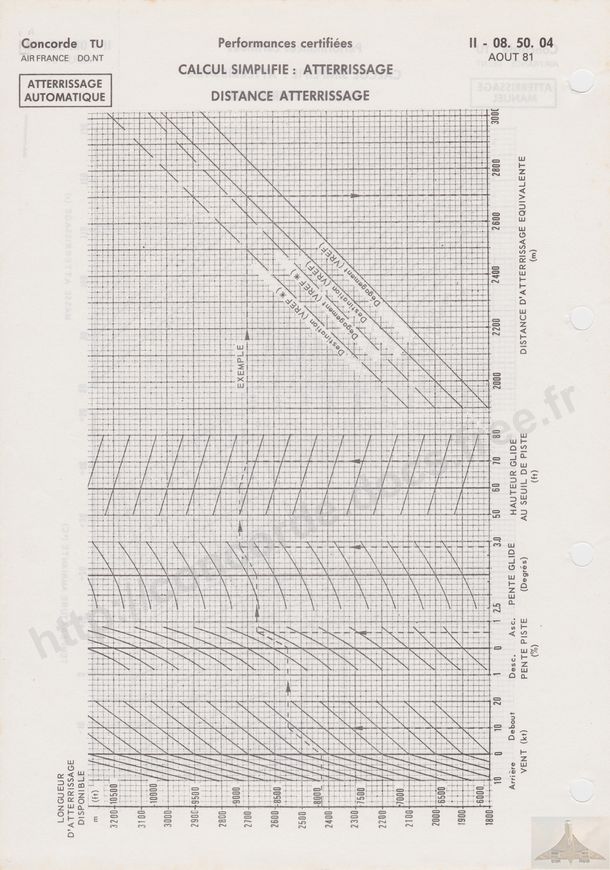 Concorde TU
AIR FRANCE DO.NT
Performances certifiées
II - 08. 50. 04
AOUT 81
ATTERRISSAGE
AUTOMATIQUE
CALCUL SIMPLIFIE : ATTERRISSAGE
DISTANCE ATTERRISSAGE
3000
2800
2600
2400
2200
2000
DISTANCE D'ATTERRISSAGE EQUIVALENTE
(m)
Dégagement (VREF)
Destination (VREF)
Dégagement (VREF *)
Destination (VREF *)
EXEMPLE
80
70
60
50
HAUTEUR GLIDE
AU SEUIL DE PISTE
(ft)
3.0
2.5
PENTE GLIDE
(Degrés)
1
0
1
Desc. Asc.
PENTE PISTE
(%)
20
10
0
10
Arrière Debout
VENT (kt)
LONGUEUR
D'ATTERRISSAGE
DISPONIBLE
m (ft)
3200 10500
3100 10000
3000
2900 9500
2800
2700 9000
2600 8500
2500
2400 8000
2300 7500
2200
2100 7000
2000 6500
1900
1800 6000
http://concorde.docs.free.fr